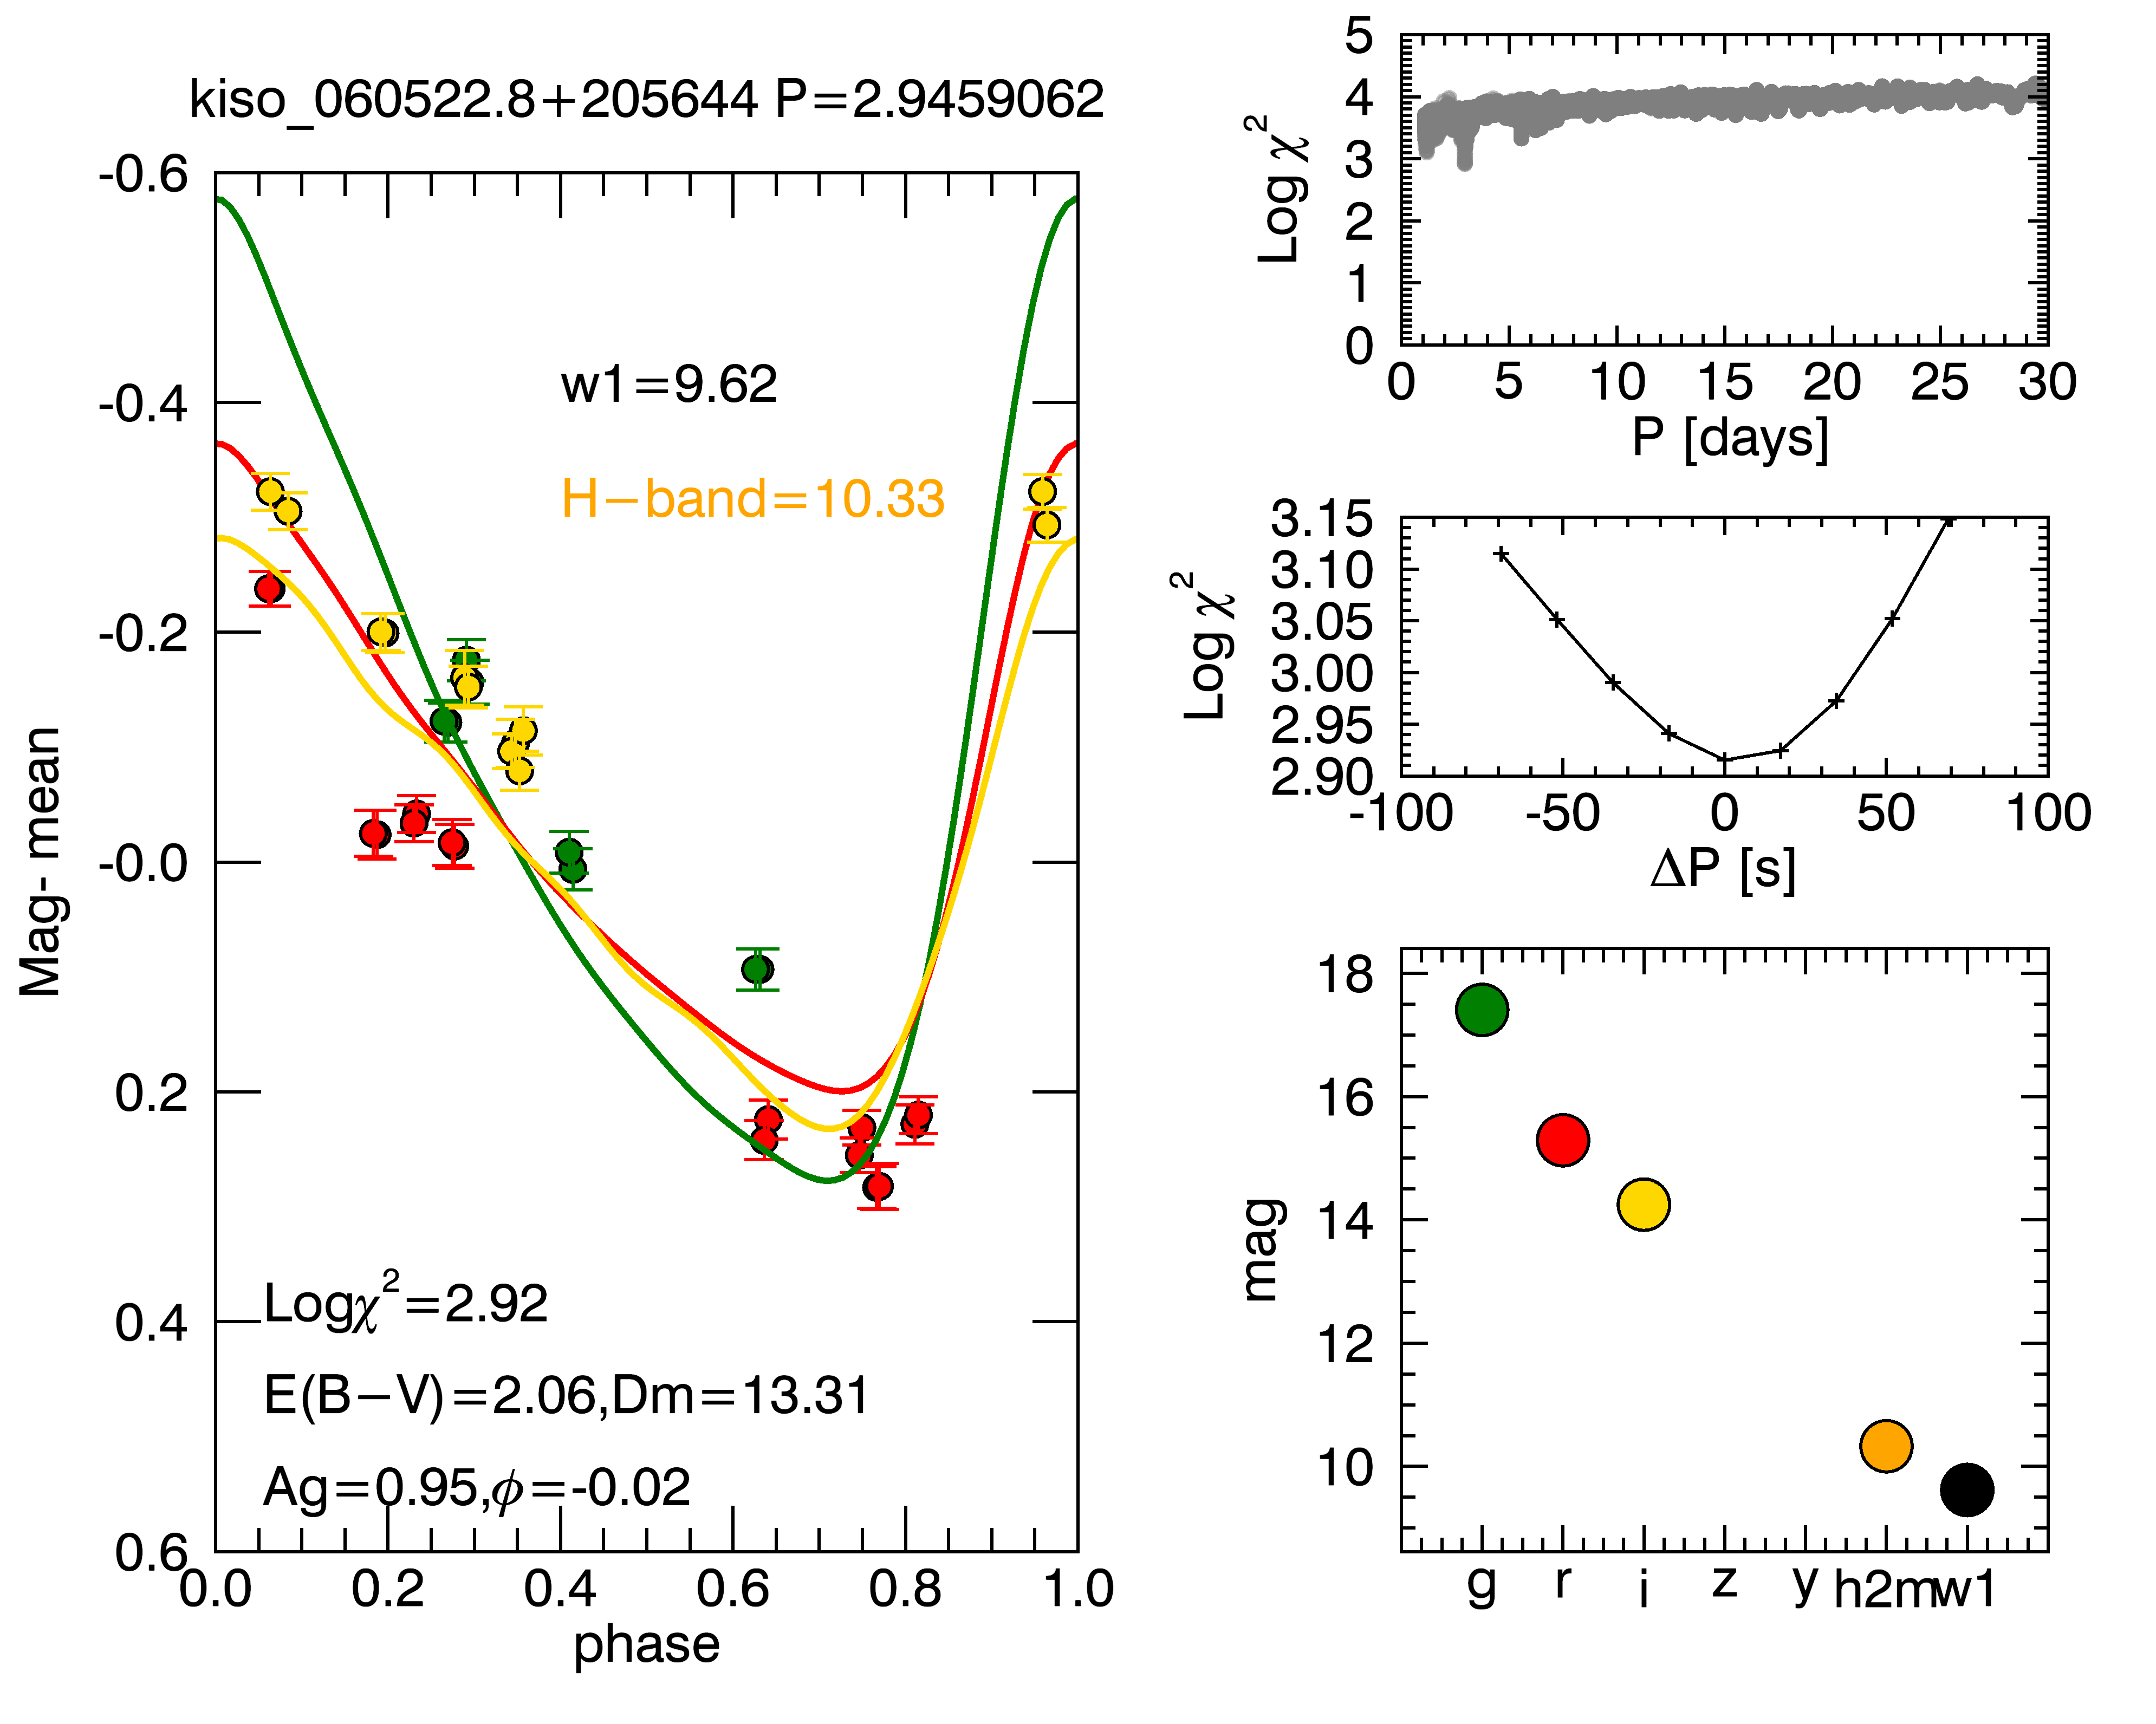 kiso_060522.8+205644 P=2.9459062
-0.6
-0.4
-0.2
-0.0
0.2
0.4
0.6
Mag- mean
w1=9.62
H−band=10.33
Logχ²=2.92
E(B−V)=2.06,Dm=13.31
Ag=0.95,ϕ=-0.02
0.0 0.2 0.4 0.6 0.8 1.0
phase
5
4
3
2
1
0
Log χ²
0 5 10 15 20 25 30
P [days]
3.15
3.10
3.05
3.00
2.95
2.90
Log χ²
-100 -50 0 50 100
ΔP [s]
18
16
14
12
10
mag
g r i z y h2mw1